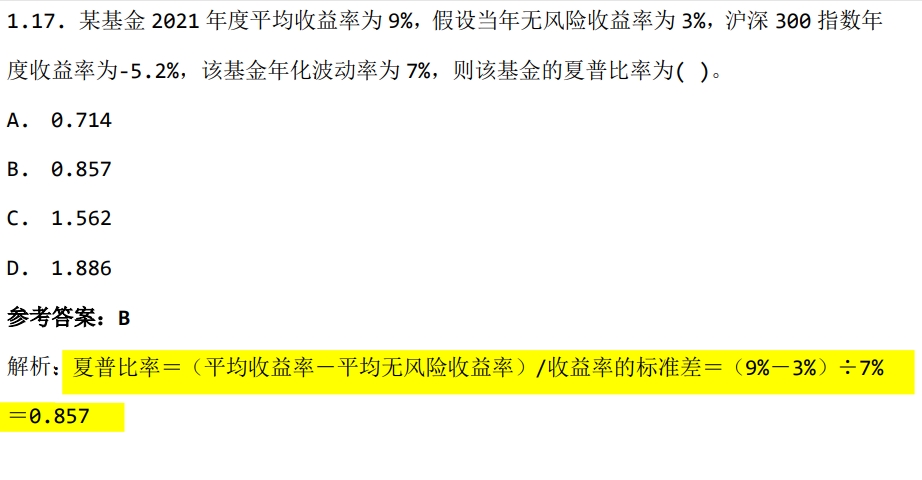 1.17. 某基金 2021 年度平均收益率为 9%，假设当年无风险收益率为 3%，沪深 300 指数年
度收益率为-5.2%，该基金年化波动率为 7%，则该基金的夏普比率为( )。
A. 0.714
B. 0.857
C. 1.562
D. 1.886
参考答案：B
解析：夏普比率＝（平均收益率－平均无风险收益率）/收益率的标准差＝（9%－3%）÷7%
＝0.857